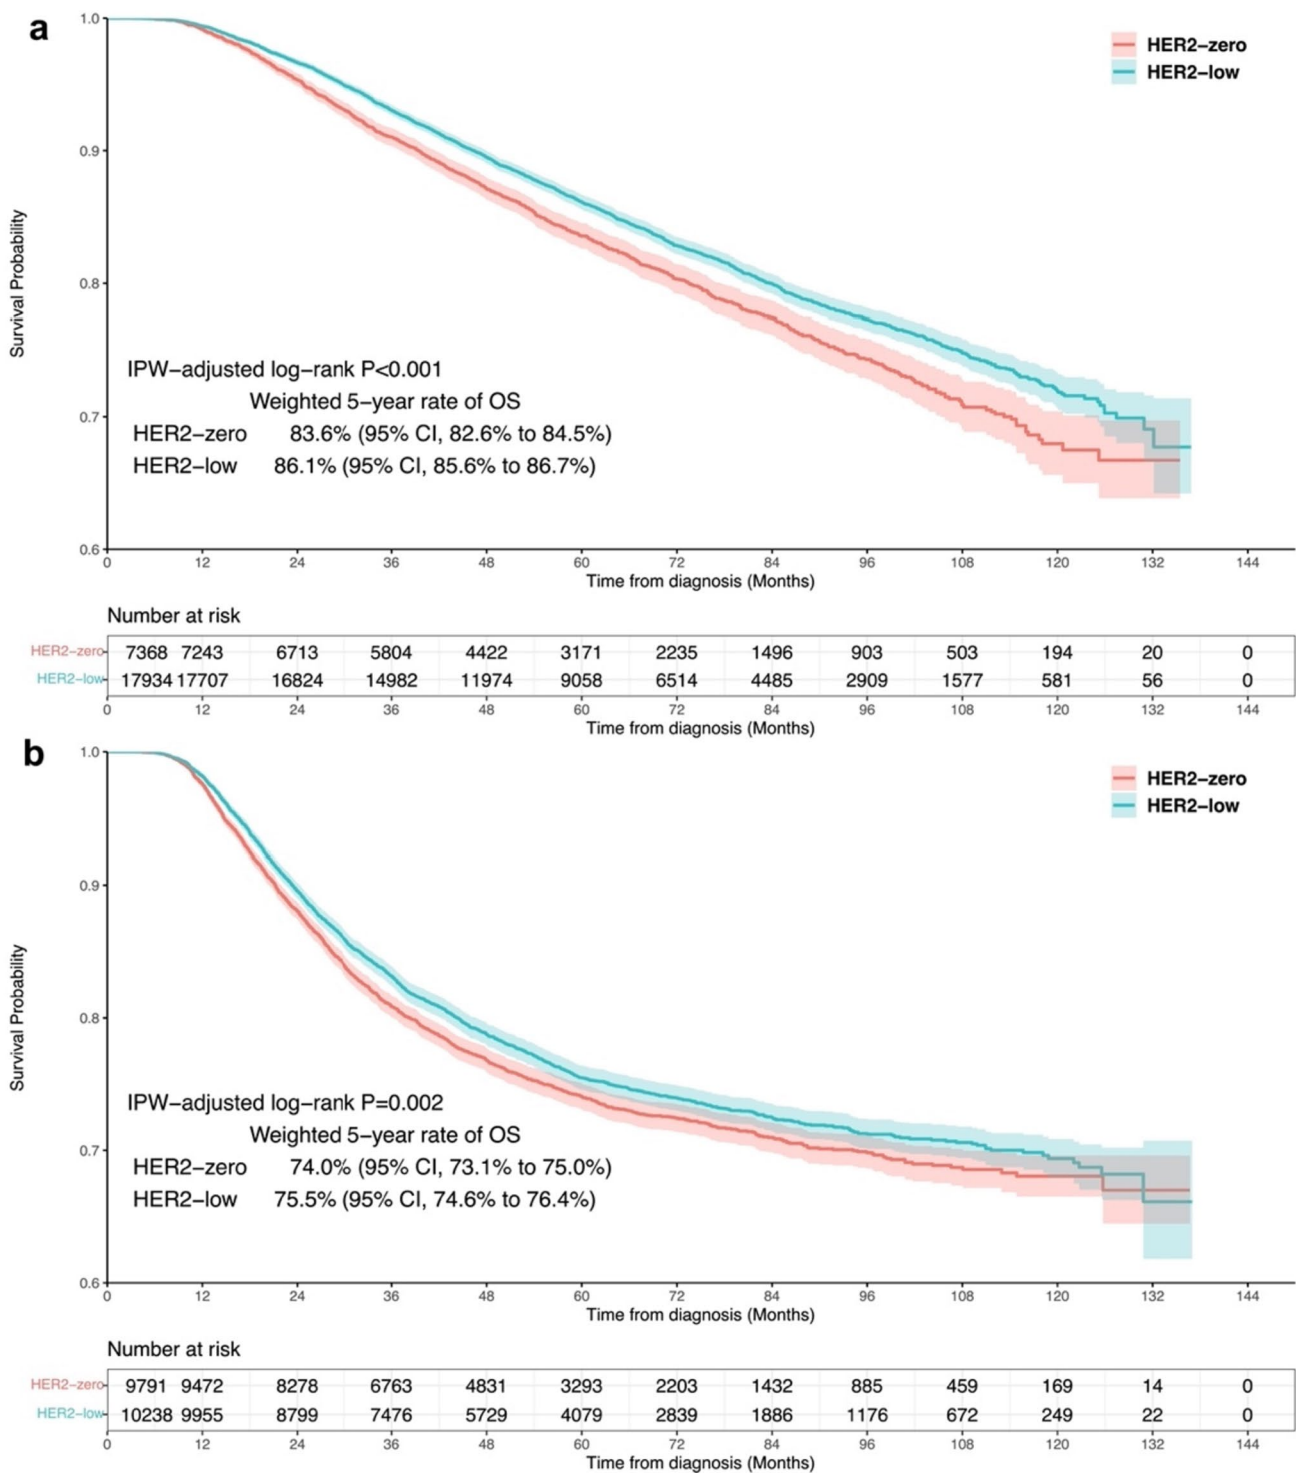 a
HER2-zero
HER2-low
1.0
0.9
0.8
0.7
0.6
Survival Probability
IPW-adjusted log-rank P<0.001
Weighted 5-year rate of OS
HER2-zero 83.6% (95% CI, 82.6% to 84.5%)
HER2-low 86.1% (95% CI, 85.6% to 86.7%)
0 12 24 36 48 60 72 84 96 108 120 132 144
Time from diagnosis (Months)
Number at risk
HER2-zero 7368 7243 6713 5804 4422 3171 2235 1496 903 503 194 20 0
HER2-low 17934 17707 16824 14982 11974 9058 6514 4485 2909 1577 581 56 0
0 12 24 36 48 60 72 84 96 108 120 132 144
Time from diagnosis (Months)
b
HER2-zero
HER2-low
1.0
0.9
0.8
0.7
0.6
Survival Probability
IPW-adjusted log-rank P=0.002
Weighted 5-year rate of OS
HER2-zero 74.0% (95% CI, 73.1% to 75.0%)
HER2-low 75.5% (95% CI, 74.6% to 76.4%)
0 12 24 36 48 60 72 84 96 108 120 132 144
Time from diagnosis (Months)
Number at risk
HER2-zero 9791 9472 8278 6763 4831 3293 2203 1432 885 459 169 14 0
HER2-low 10238 9955 8799 7476 5729 4079 2839 1886 1176 672 249 22 0
0 12 24 36 48 60 72 84 96 108 120 132 144
Time from diagnosis (Months)